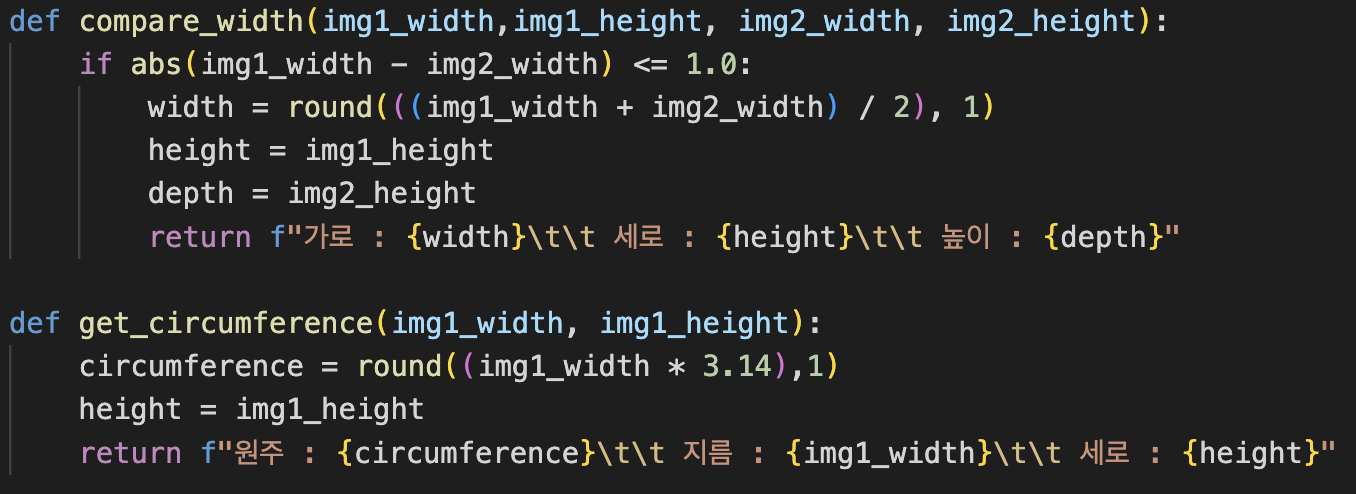 def compare_width(img1_width,img1_height, img2_width, img2_height):
    if abs(img1_width - img2_width) <= 1.0:
        width = round(((img1_width + img2_width) / 2), 1)
        height = img1_height
        depth = img2_height
        return f"가로 : {width}\t\t 세로 : {height}\t\t 높이 : {depth}"

def get_circumference(img1_width, img1_height):
    circumference = round((img1_width * 3.14),1)
    height = img1_height
    return f"원주 : {circumference}\t\t 지름 : {img1_width}\t\t 세로 : {height}"